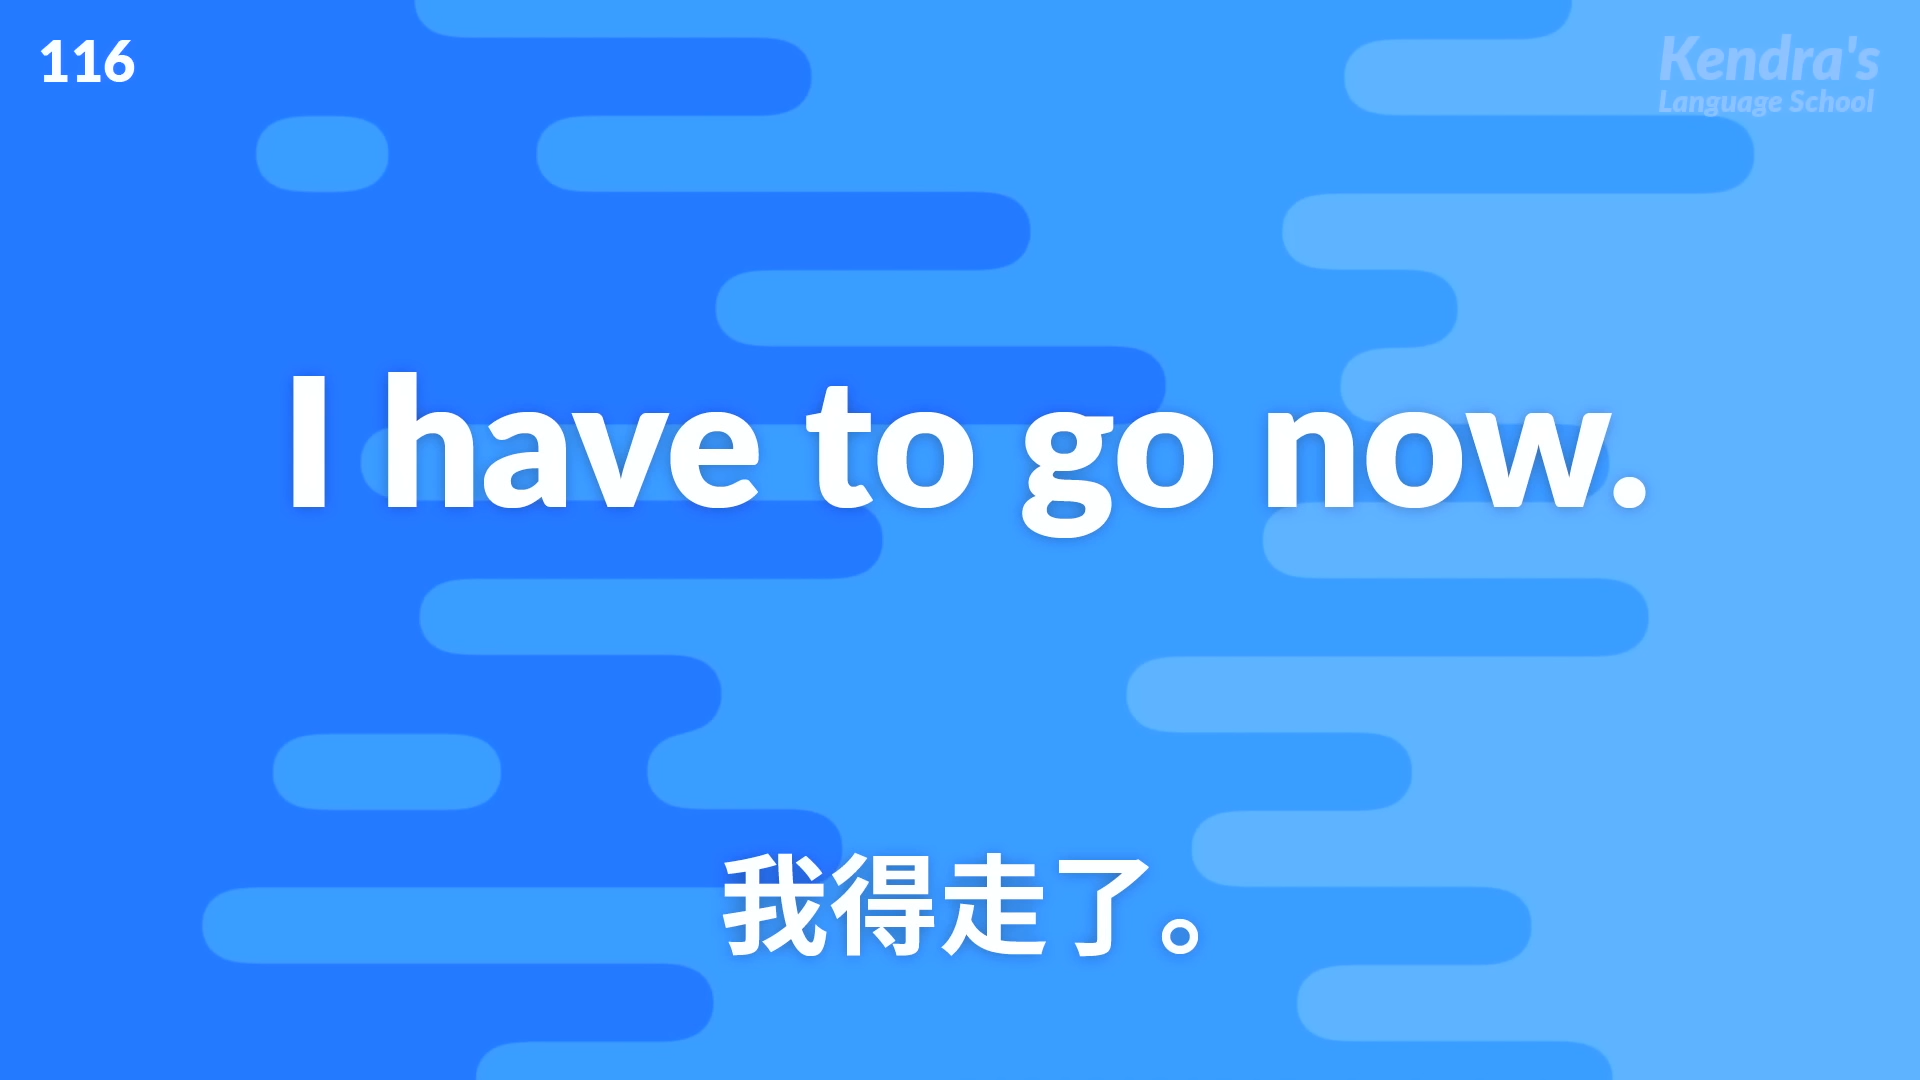 116
Kendra's
Language School
I have to go now.
我得走了。